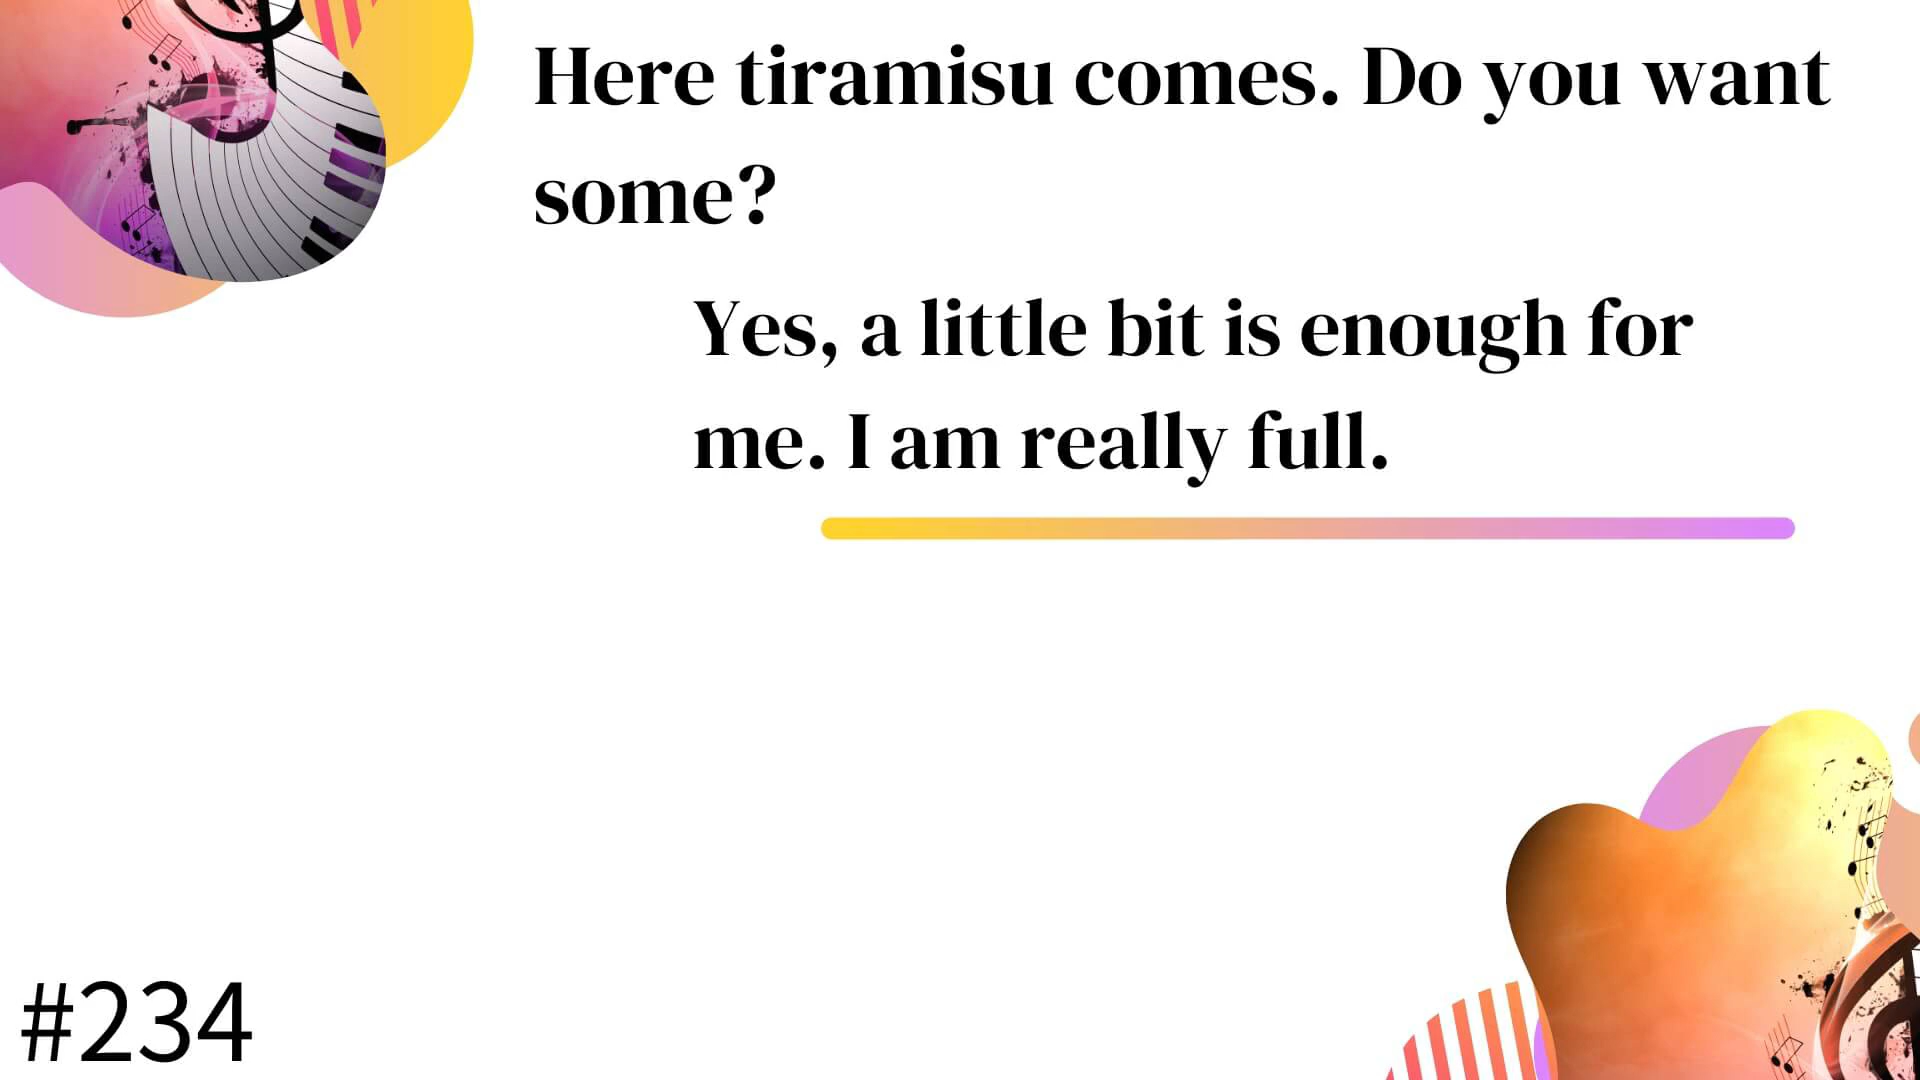 Here tiramisu comes. Do you want
some?
Yes, a little bit is enough for
me. I am really full.
#234